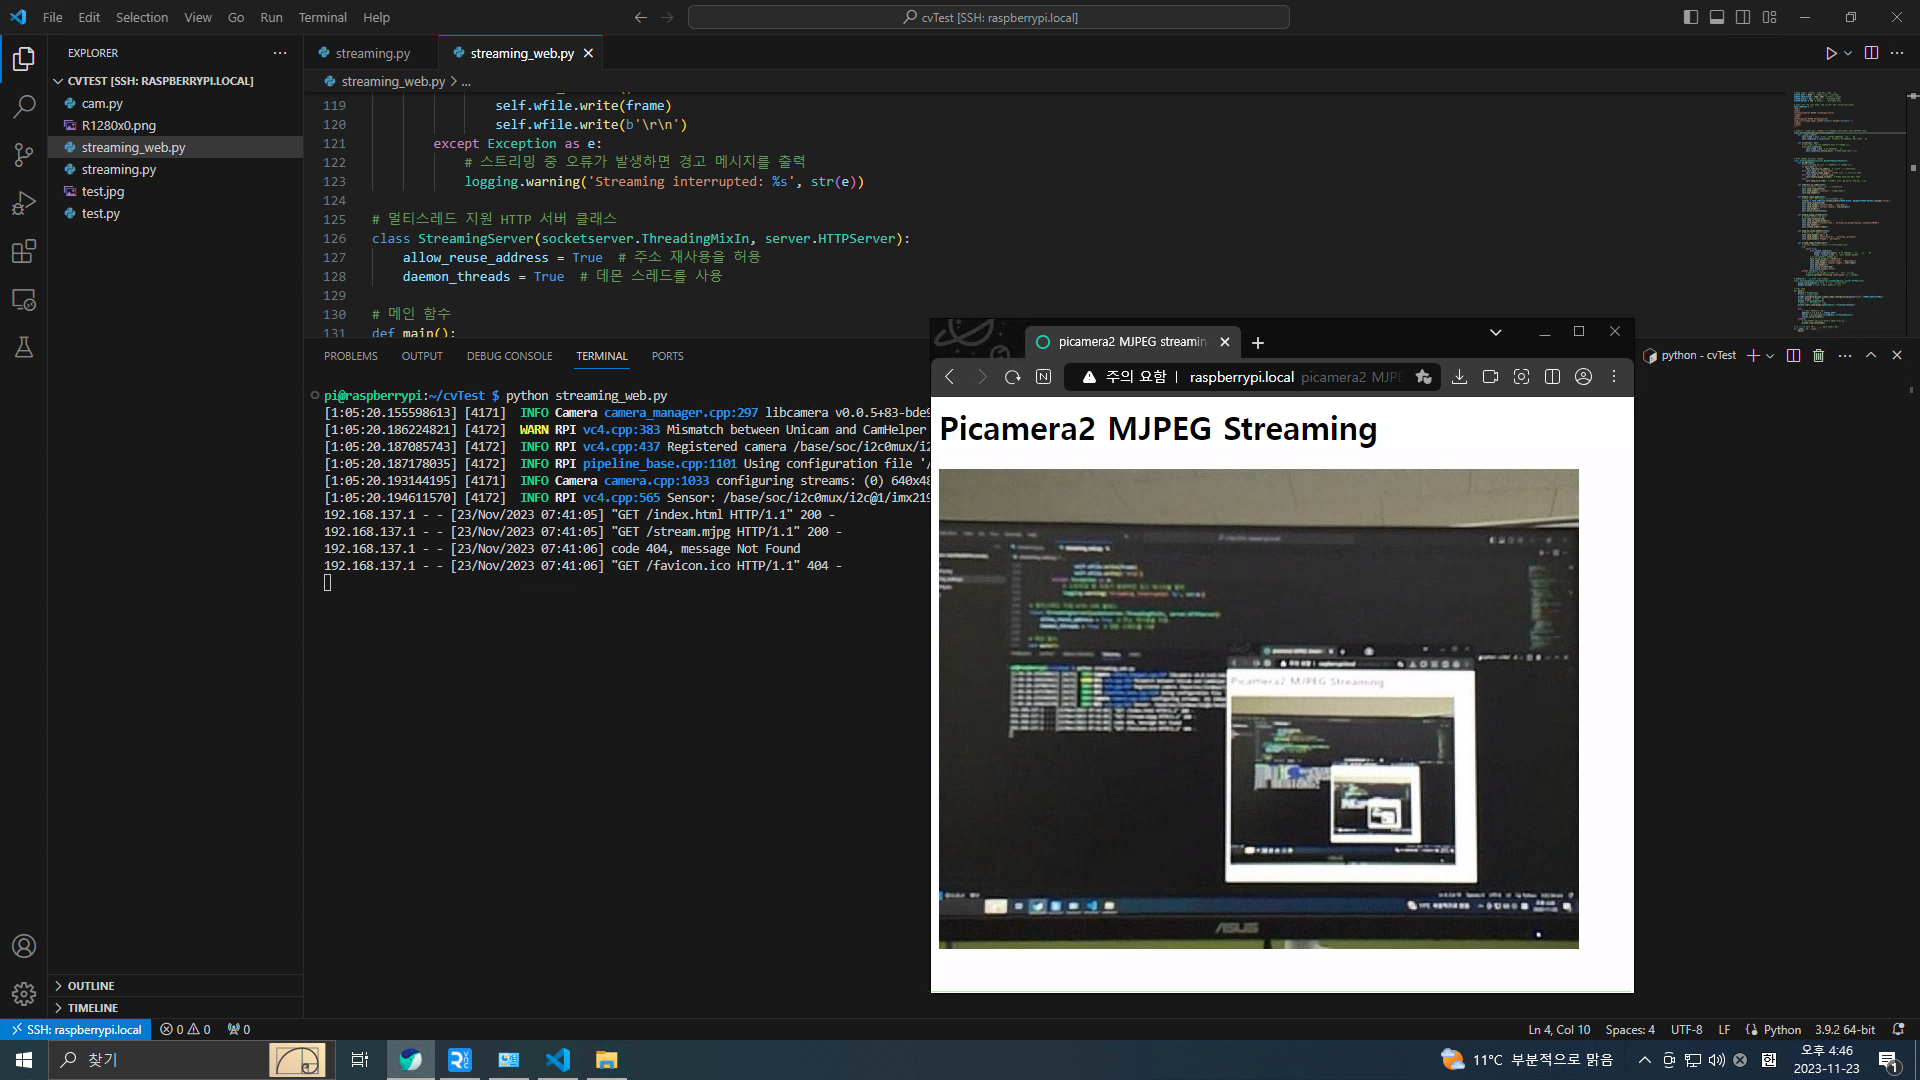 File Edit Selection View Go Run Terminal Help
cvTest [SSH: raspberrypi.local]
EXPLORER
CVTEST [SSH: RASPBERRYPI.LOCAL]
cam.py
R1280x0.png
streaming_web.py
streaming.py
test.jpg
test.py
OUTLINE
TIMELINE
streaming.py
streaming_web.py
streaming_web.py > ...
119 self.wfile.write(frame)
120 self.wfile.write(b'\r\n')
121 except Exception as e:
122 # 스트리밍 중 오류가 발생하면 경고 메시지를 출력
123 logging.warning('Streaming interrupted: %s', str(e))
124
125 # 멀티스레드 지원 HTTP 서버 클래스
126 class StreamingServer(socketserver.ThreadingMixIn, server.HTTPServer):
127 allow_reuse_address = True # 주소 재사용을 허용
128 daemon_threads = True # 데몬 스레드를 사용
129
130 # 메인 함수
131 def main():
PROBLEMS OUTPUT DEBUG CONSOLE TERMINAL PORTS
python - cvTest
pi@raspberrypi:~/cvTest $ python streaming_web.py
[1:05:20.155598613] [4171] INFO Camera camera_manager.cpp:297 libcamera v0.0.5+83-bde9
[1:05:20.186224821] [4172] WARN RPI vc4.cpp:383 Mismatch between Unicam and CamHelper
[1:05:20.187085743] [4172] INFO RPI vc4.cpp:437 Registered camera /base/soc/i2c0mux/i2
[1:05:20.187178035] [4172] INFO RPI pipeline_base.cpp:1101 Using configuration file '/
[1:05:20.193144195] [4171] INFO Camera camera.cpp:1033 configuring streams: (0) 640x48
[1:05:20.194611570] [4172] INFO RPI vc4.cpp:565 Sensor: /base/soc/i2c0mux/i2c@1/imx219
192.168.137.1 - - [23/Nov/2023 07:41:05] "GET /index.html HTTP/1.1" 200 -
192.168.137.1 - - [23/Nov/2023 07:41:05] "GET /stream.mjpg HTTP/1.1" 200 -
192.168.137.1 - - [23/Nov/2023 07:41:06] code 404, message Not Found
192.168.137.1 - - [23/Nov/2023 07:41:06] "GET /favicon.ico HTTP/1.1" 404 -
picamera2 MJPEG streamin
주의 요함 | raspberrypi.local picamera2 MJPE
Picamera2 MJPEG Streaming
Picamera2 MJPEG Streaming
ASUS
SSH: raspberrypi.local 0 0 0
Ln 4, Col 10 Spaces: 4 UTF-8 LF Python 3.9.2 64-bit
찾기
11°C 부분적으로 맑음
오후 4:46
2023-11-23
1